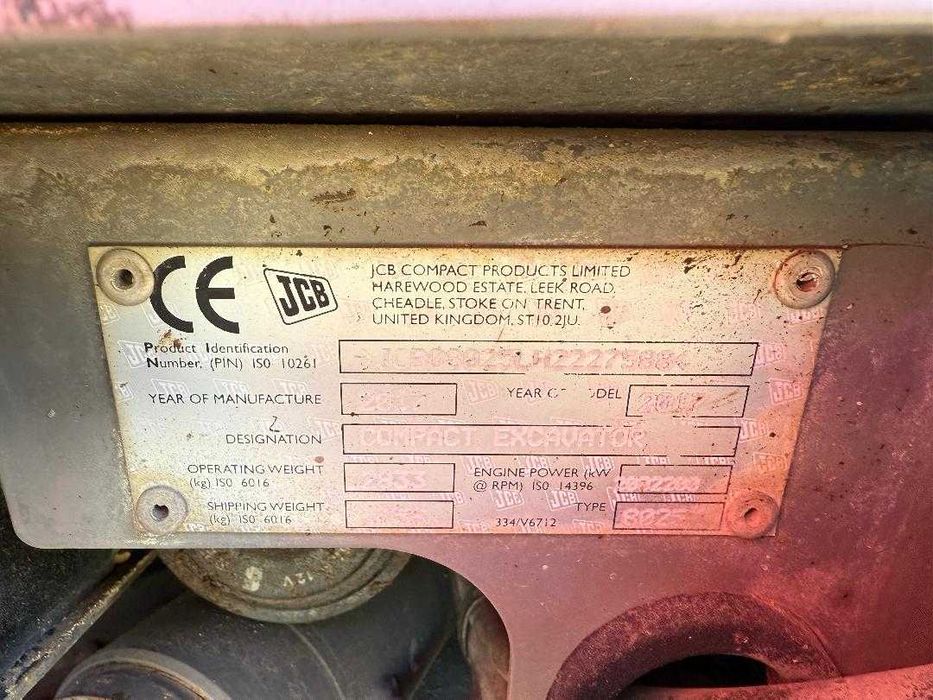 CE
JCB
JCB COMPACT PRODUCTS LIMITED
HAREWOOD ESTATE, LEEK ROAD,
CHEADLE, STOKE ON TRENT,
UNITED KINGDOM, ST10 2JU.
Product Identification
Number, (PIN) ISO 10261
YEAR OF MANUFACTURE
YEAR
DESIGNATION COMPACT EXCAVATOR
OPERATING WEIGHT
(kg) ISO 6016
ENGINE POWER (kW
@ RPM) ISO 14396
SHIPPING WEIGHT
(kg) ISO 6016
334/V6712
TYPE
12V